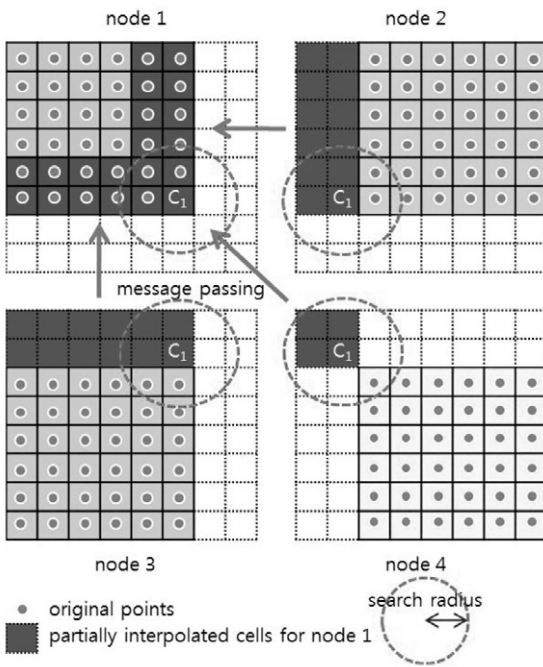 node 1
node 2
C1
C1
message passing
C1
C1
node 3
node 4
original points
search radius
partially interpolated cells for node 1